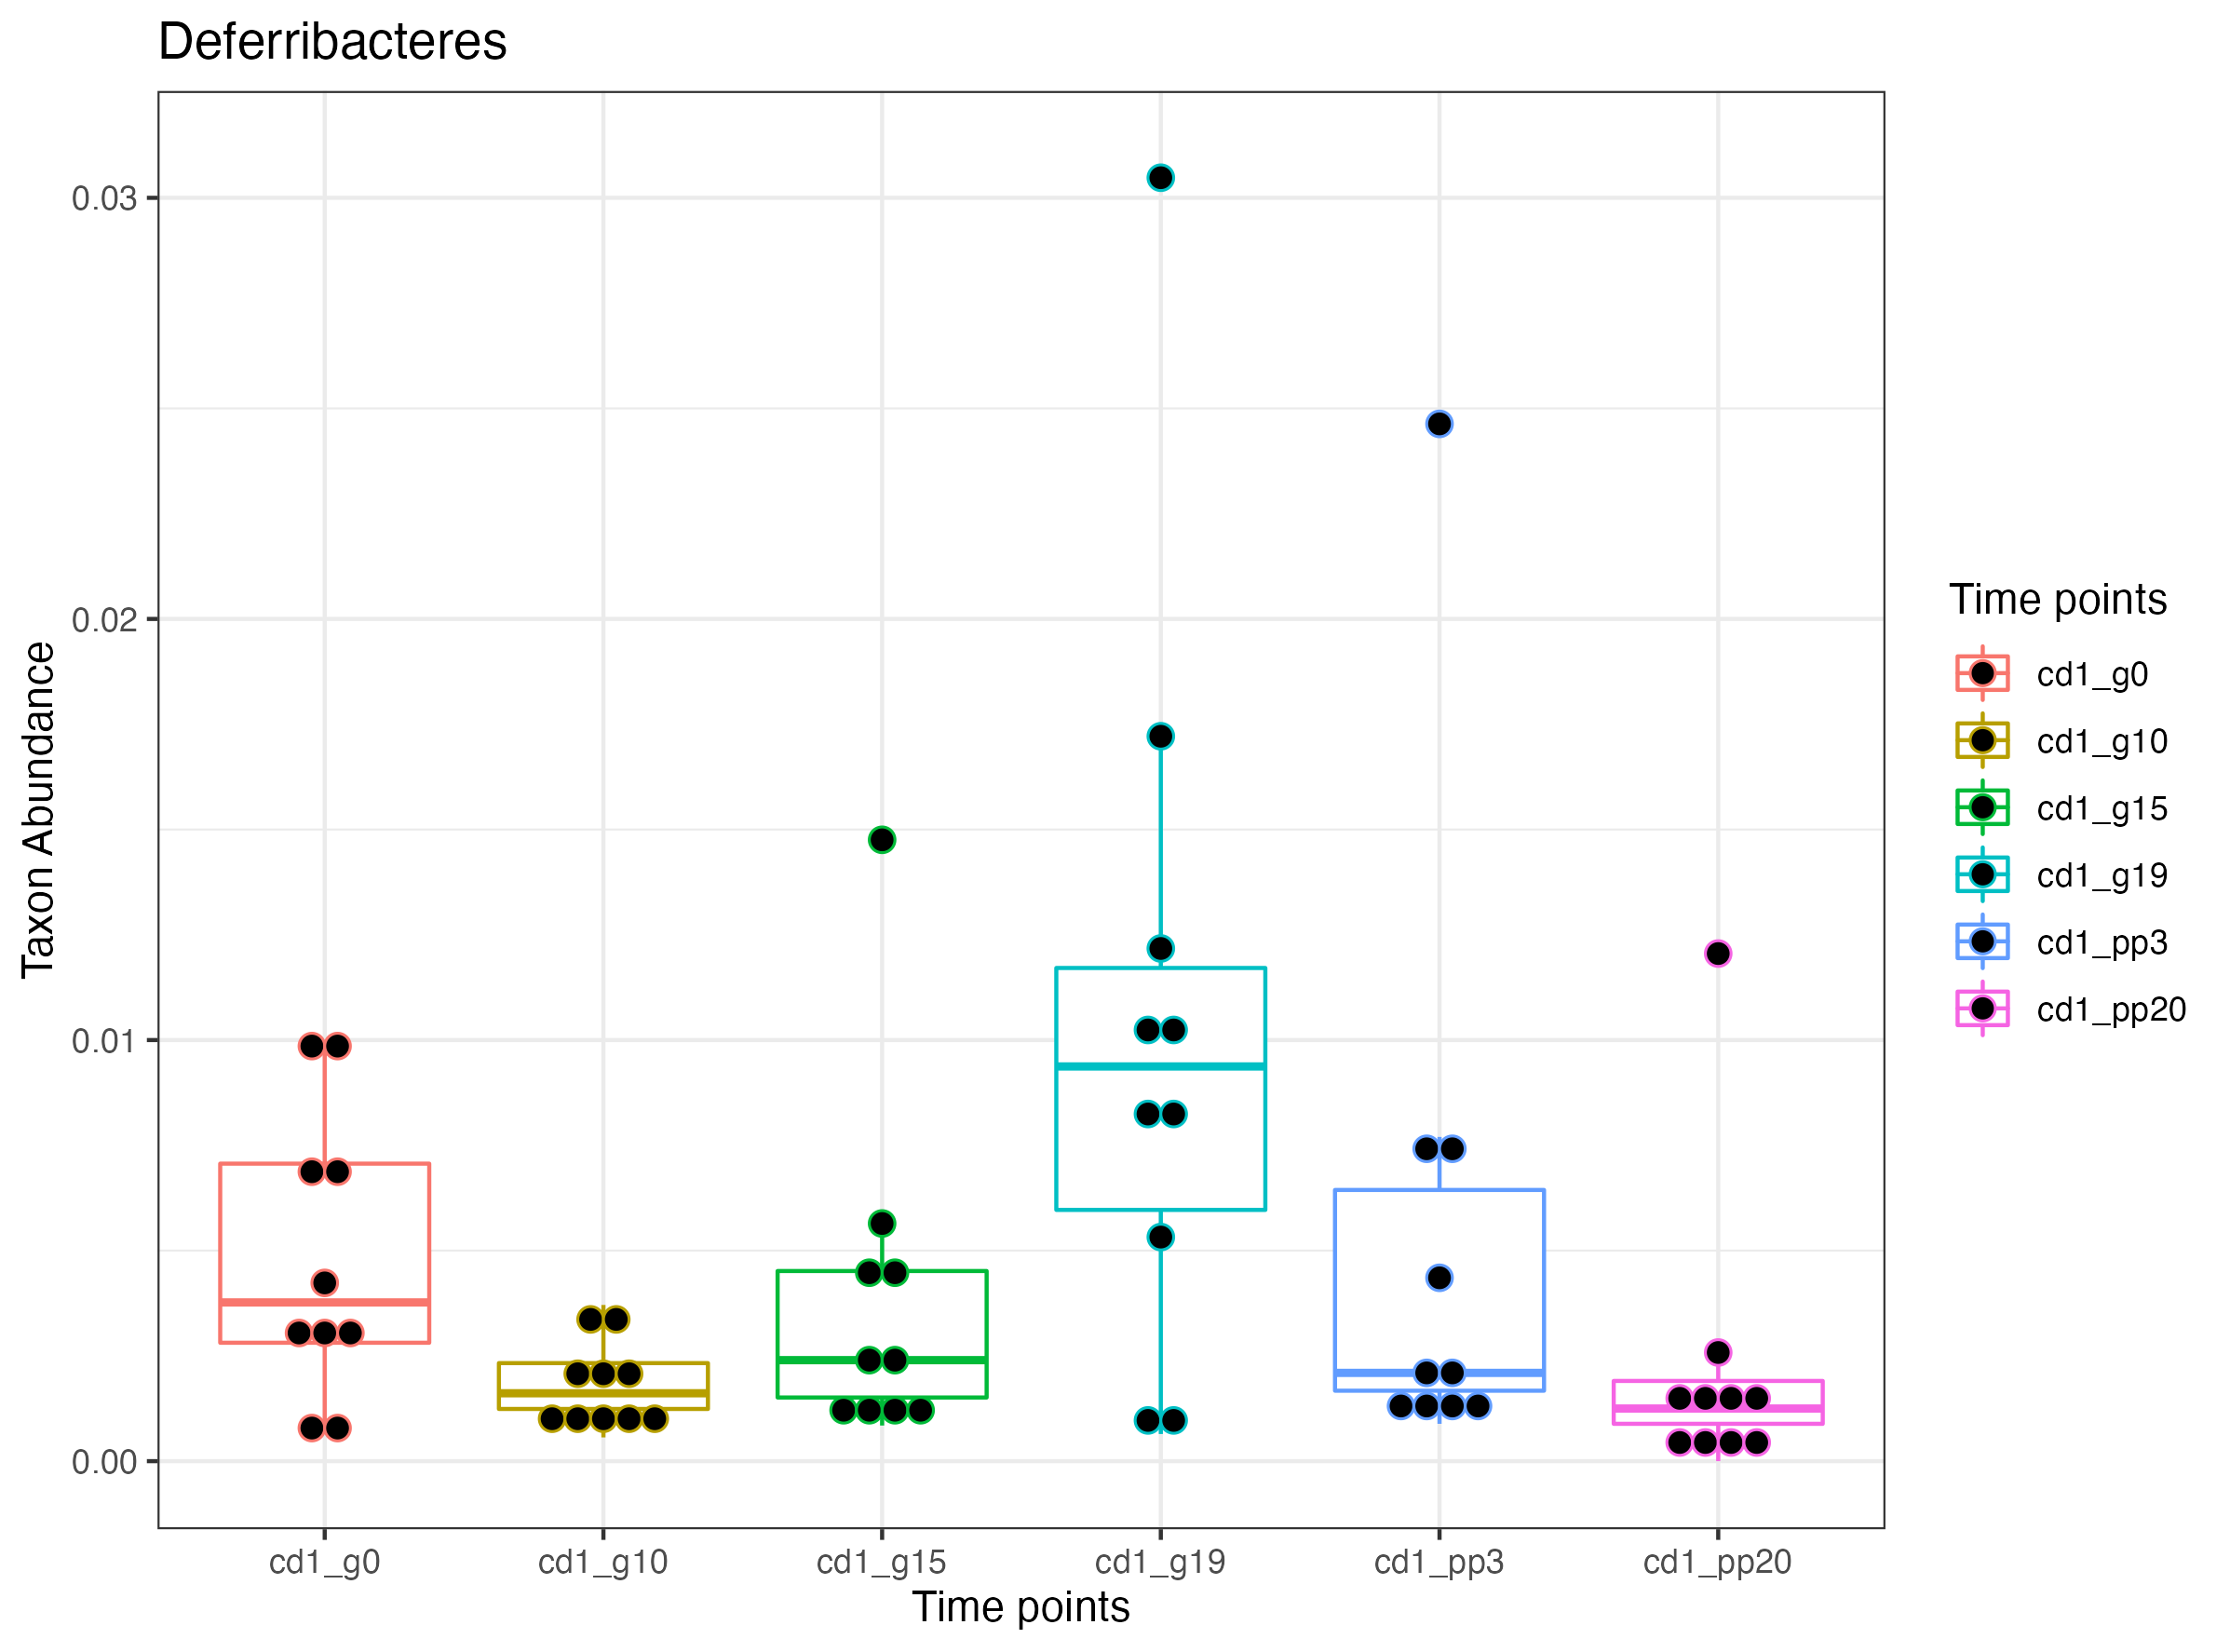 Deferribacteres
Taxon Abundance
0.03
0.02
0.01
0.00
cd1_g0
cd1_g10
cd1_g15
cd1_g19
cd1_pp3
cd1_pp20
Time points
Time points
cd1_g0
cd1_g10
cd1_g15
cd1_g19
cd1_pp3
cd1_pp20